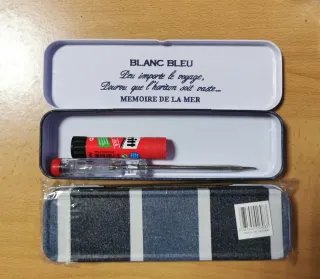 BLANC BLEU
Peu importe le voyage,
Pourvu que l'horizon soit vaste...
MEMOIRE DE LA MER